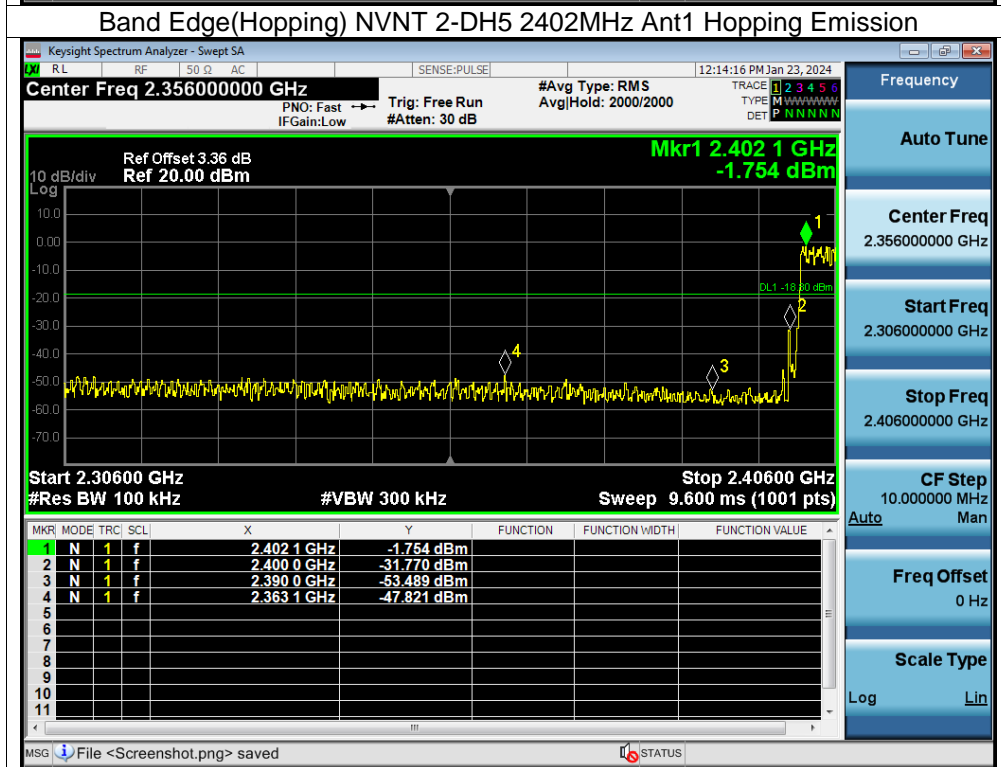 Band Edge(Hopping) NVNT 2-DH5 2402MHz Ant1 Hopping Emission
Keysight Spectrum Analyzer - Swept SA
LXI RL RF 50 Ω AC SENSE:PULSE 12:14:16 PM Jan 23, 2024
Center Freq 2.356000000 GHz #Avg Type: RMS TRACE 1 2 3 4 5 6
PNO: Fast Trig: Free Run Avg|Hold: 2000/2000 TYPE M WWWWW
IFGain:Low #Atten: 30 dB DET P N N N N N
Ref Offset 3.36 dB Mkr1 2.402 1 GHz
10 dB/div Ref 20.00 dBm -1.754 dBm
Log
10.0
1
0.00
-10.0
DL1 -18.80 dBm
-20.0
2
-30.0
-40.0
4
3
-50.0
-60.0
-70.0
Start 2.30600 GHz Stop 2.40600 GHz
#Res BW 100 kHz #VBW 300 kHz Sweep 9.600 ms (1001 pts)
MKR MODE TRC SCL X Y FUNCTION FUNCTION WIDTH FUNCTION VALUE
1 N 1 f 2.402 1 GHz -1.754 dBm
2 N 1 f 2.400 0 GHz -31.770 dBm
3 N 1 f 2.390 0 GHz -53.489 dBm
4 N 1 f 2.363 1 GHz -47.821 dBm
5
6
7
8
9
10
11
MSG File <Screenshot.png> saved STATUS
Frequency
Auto Tune
Center Freq
2.356000000 GHz
Start Freq
2.306000000 GHz
Stop Freq
2.406000000 GHz
CF Step
10.000000 MHz
Auto Man
Freq Offset
0 Hz
Scale Type
Log Lin